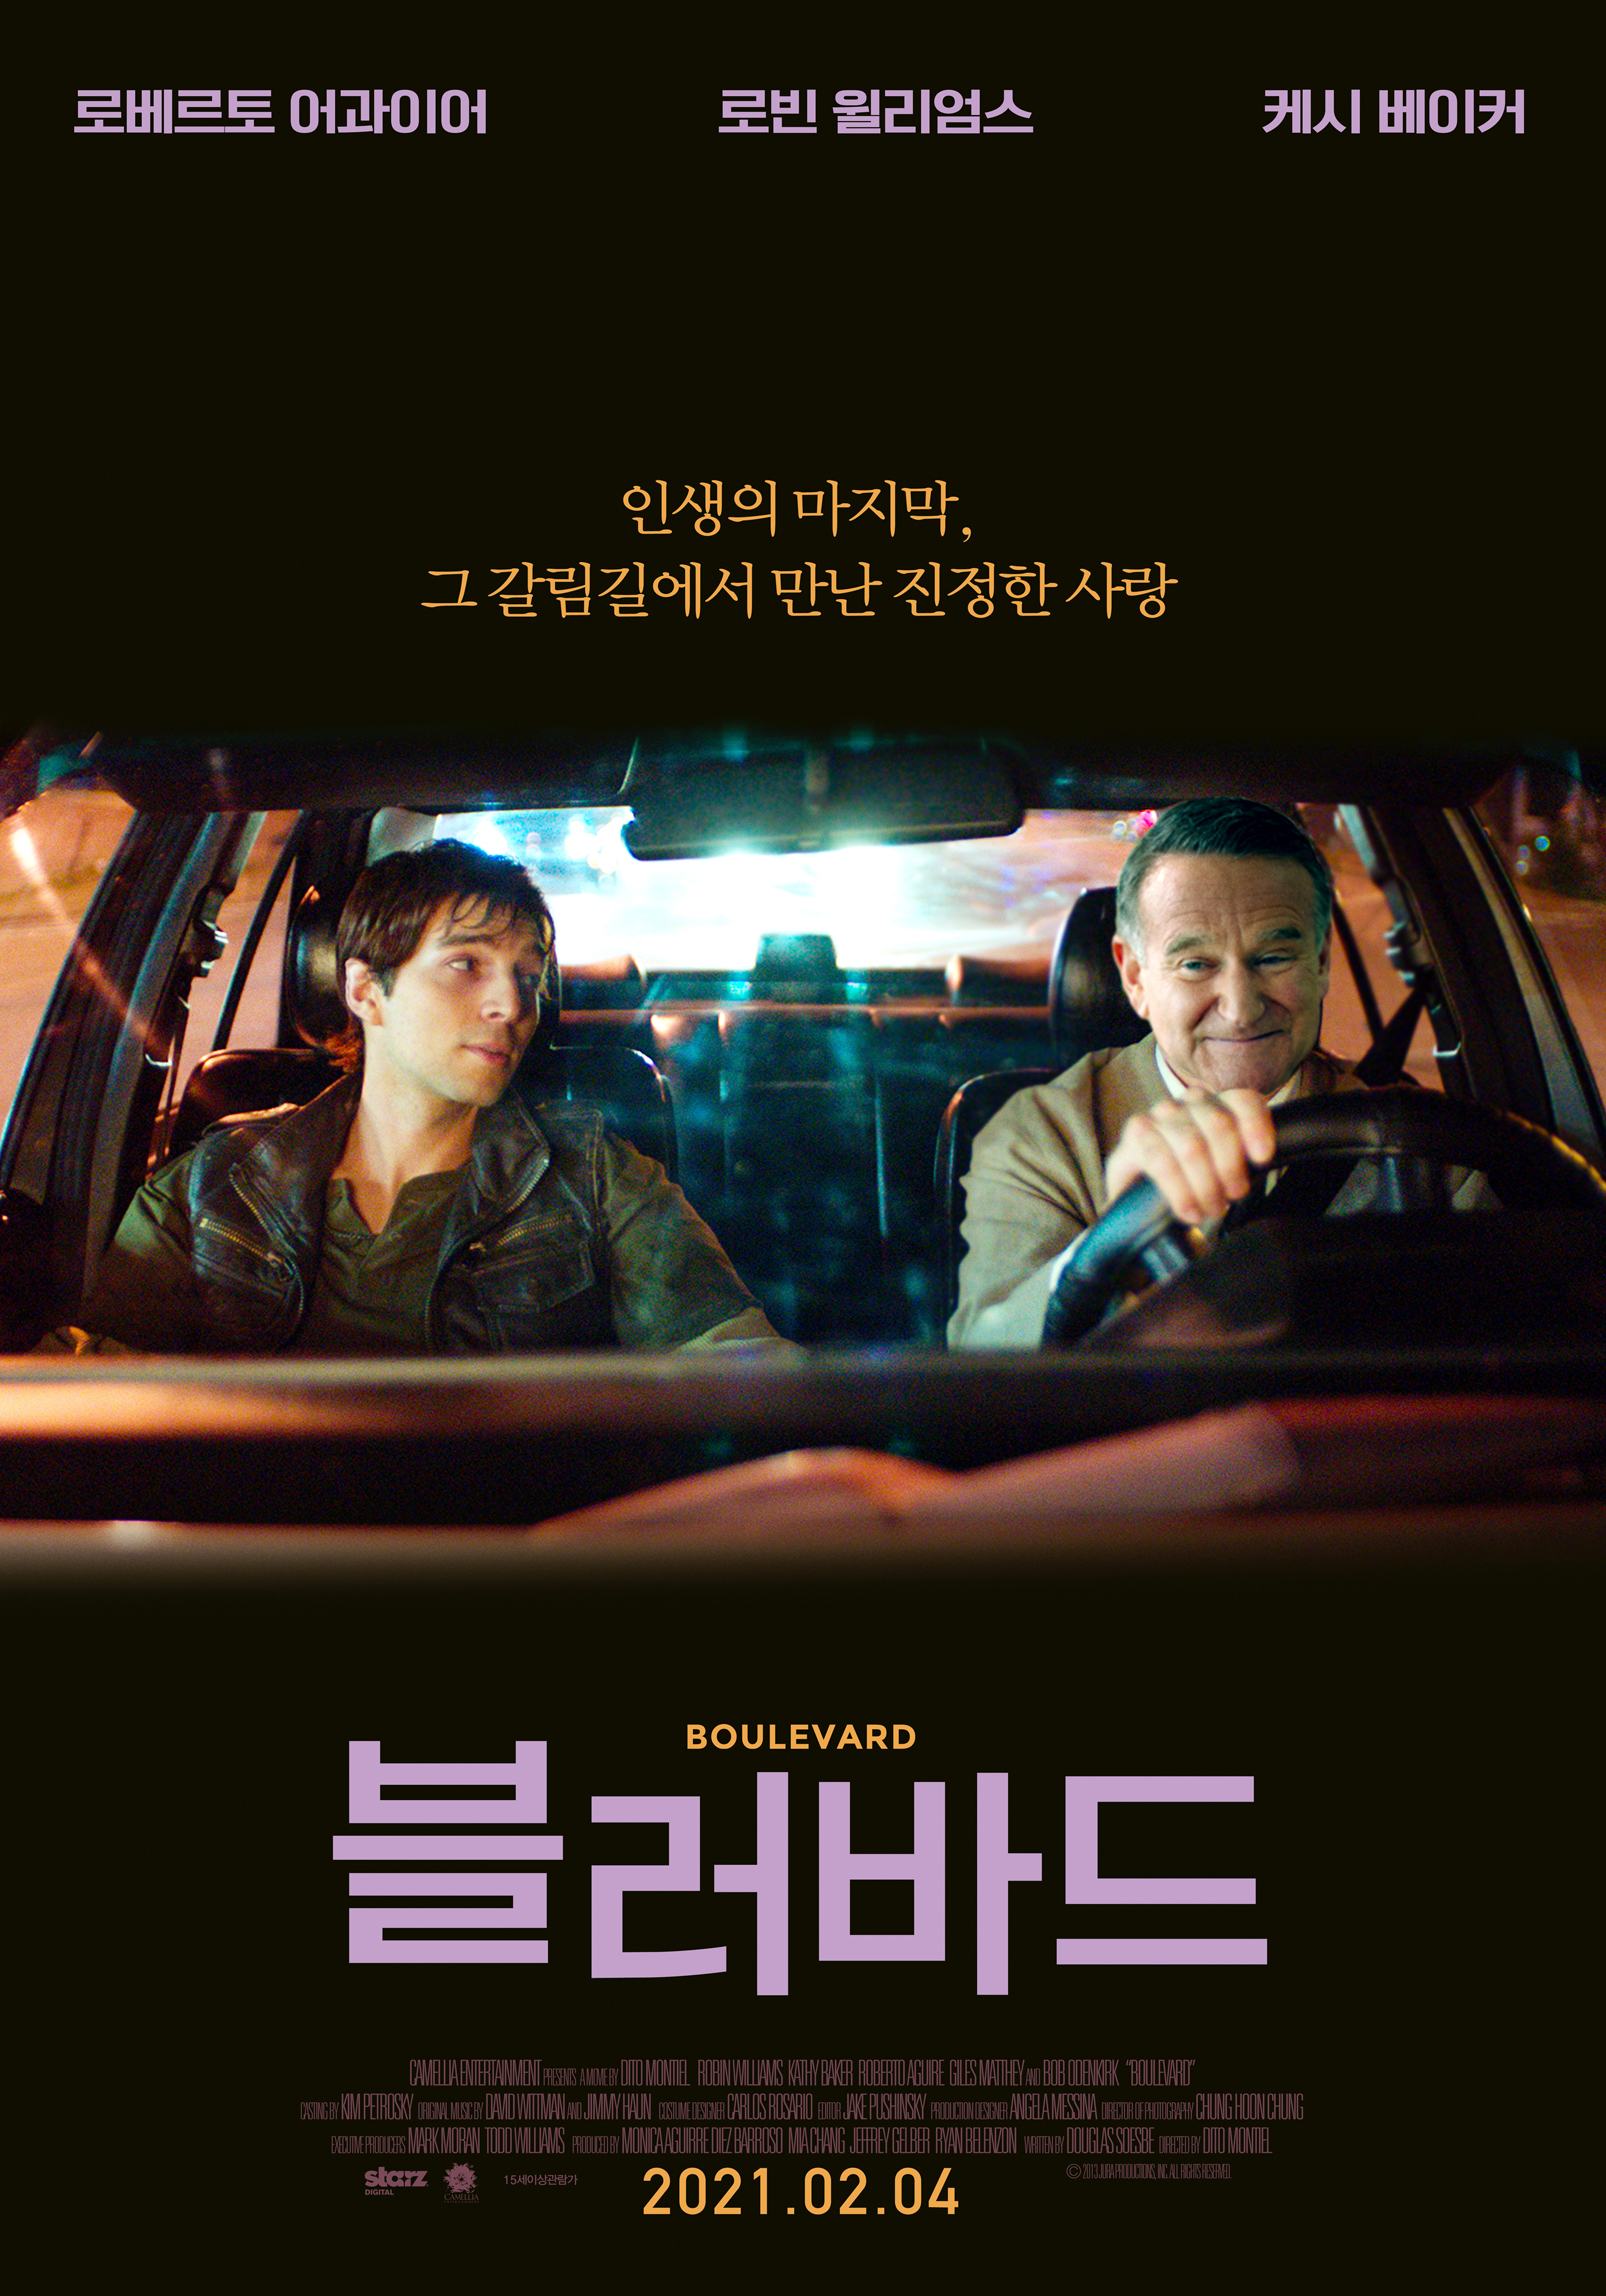 로베르토 어과이어 로빈 윌리엄스 케시 베이커
인생의 마지막,
그 갈림길에서 만난 진정한 사랑
BOULEVARD
블러바드
CAMELLIA ENTERTAINMENT PRESENTS A MOVIE BY DITO MONTIEL ROBIN WILLIAMS KATHY BAKER ROBERTO AGUIRE GILES MATTHEY AND BOB ODENKIRK "BOULEVARD"
CASTING BY KIM PETROSKY ORIGINAL MUSIC BY DAVID WITTMAN AND JIMMY HAUN COSTUME DESIGNER CARLOS ROSARIO EDITOR JAKE PUSHINSKY PRODUCTION DESIGNER ANGELA MESSINA DIRECTOR OF PHOTOGRAPHY CHUNG HOON CHUNG
EXECUTIVE PRODUCERS MARK MORAN TODD WILLIAMS PRODUCED BY MONICA AGUIRRE DIEZ BARROSO MIA CHANG JEFFREY GELBER RYAN BELENZON WRITTEN BY DOUGLAS SOESBE DIRECTED BY DITO MONTIEL
starz DIGITAL CAMELLIA 15세이상관람가 2021.02.04 © 2013 JURA PRODUCTIONS, INC. ALL RIGHTS RESERVED.